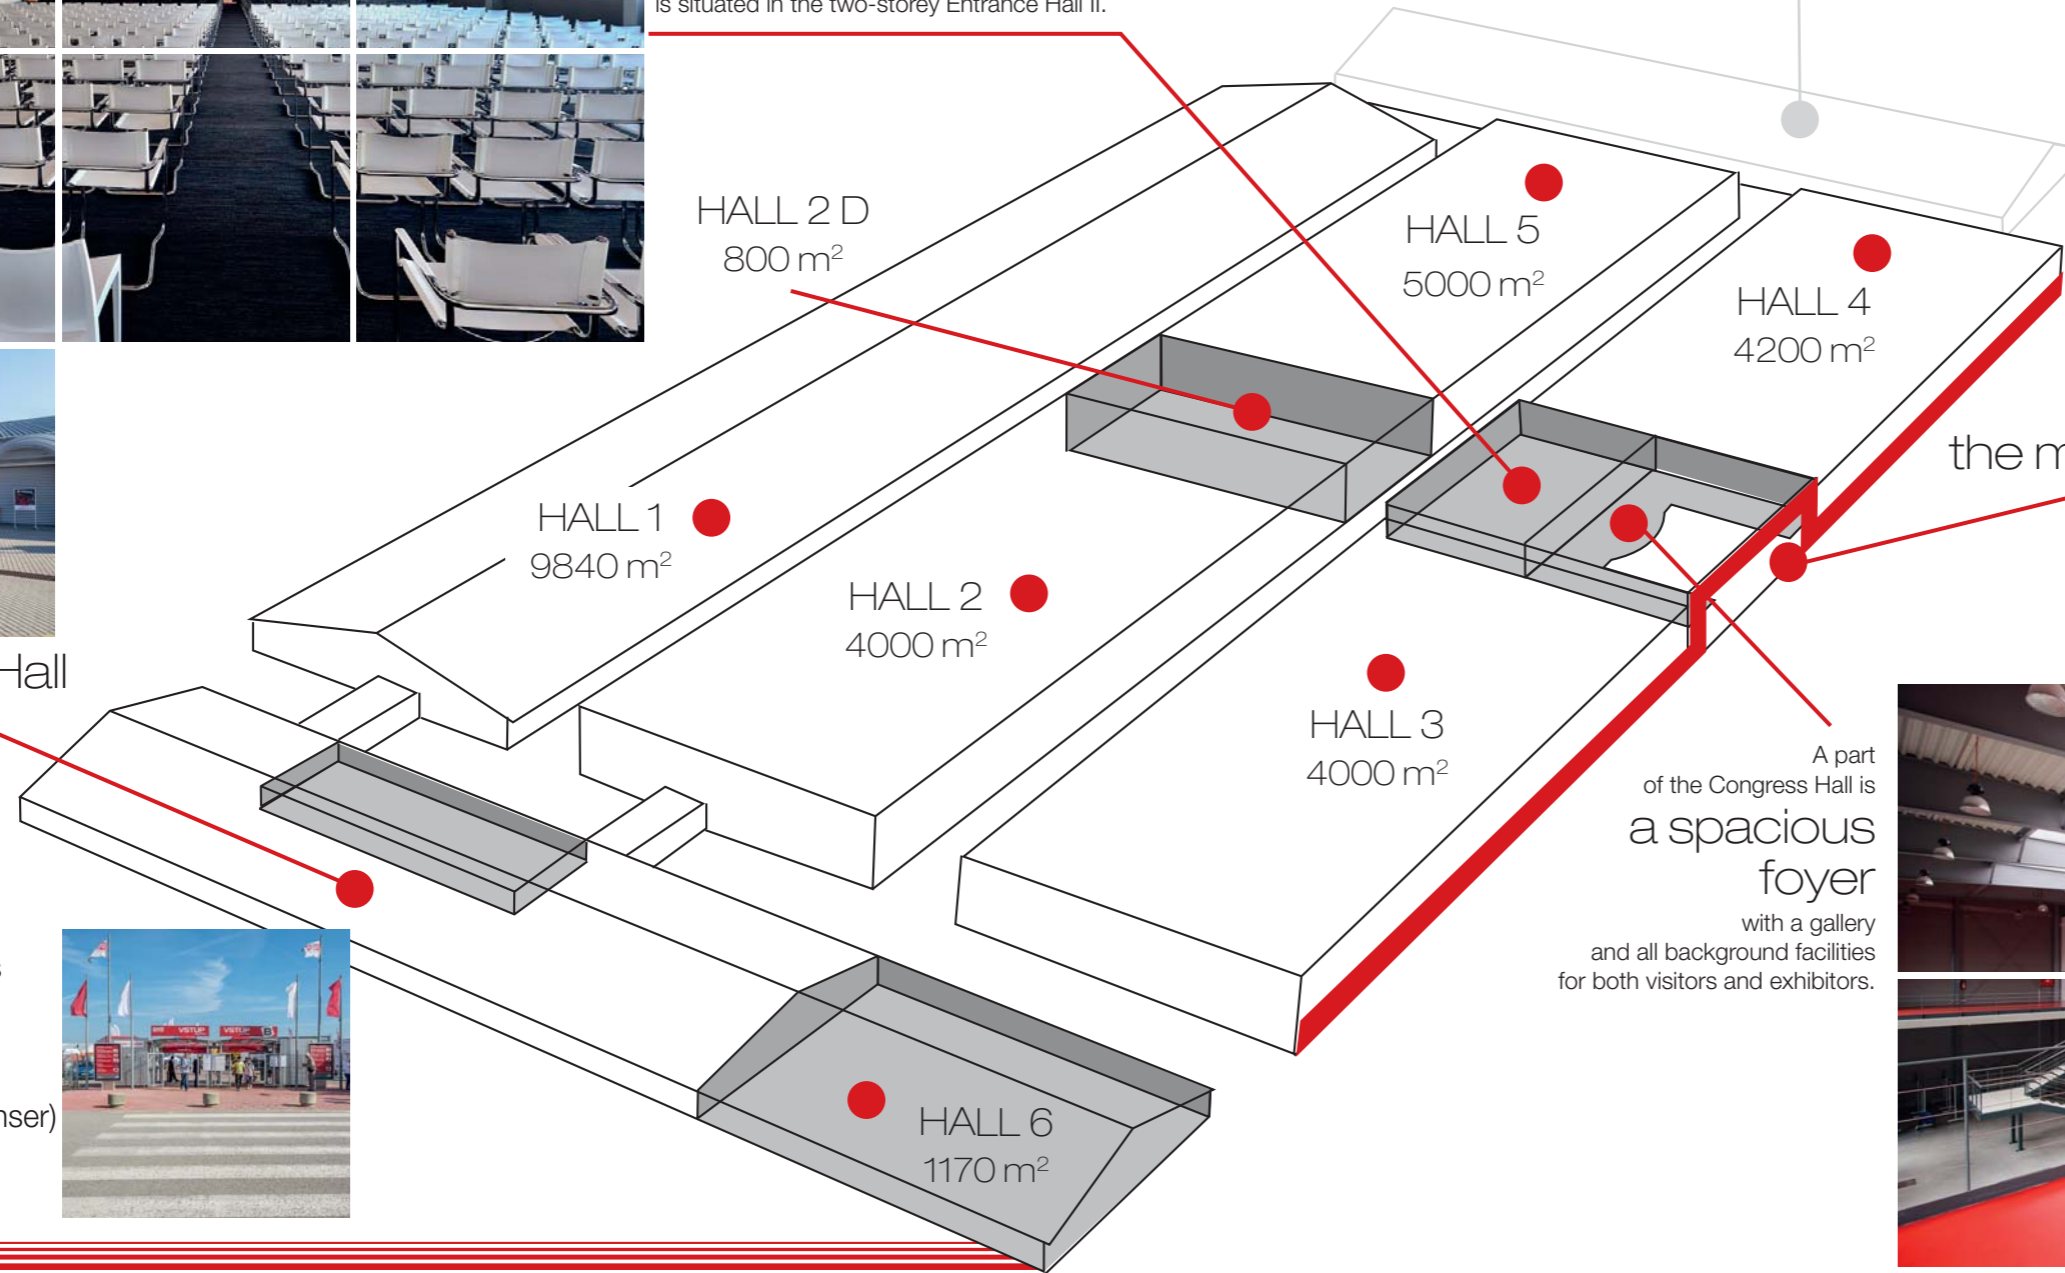 is situated in the two-storey Entrance Hall II.
HALL 2 D
800 m²
HALL 5
5000 m²
HALL 4
4200 m²
the m
HALL 1
9840 m²
HALL 2
4000 m²
Hall
HALL 3
4000 m²
A part
of the Congress Hall is
a spacious
foyer
with a gallery
and all background facilities
for both visitors and exhibitors.
s
VSTUP VSTUP B
nser)
HALL 6
1170 m²